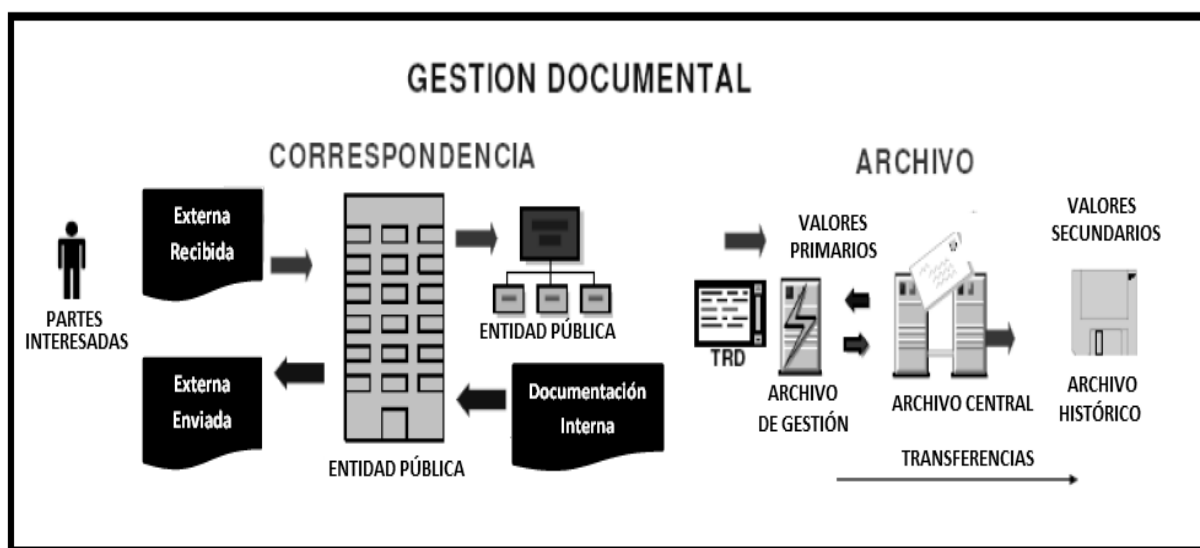 GESTION DOCUMENTAL
CORRESPONDENCIA
Externa
Recibida
PARTES
INTERESADAS
Externa
Enviada
ENTIDAD PÚBLICA
ENTIDAD PÚBLICA
Documentación
Interna
ARCHIVO
VALORES
PRIMARIOS
VALORES
SECUNDARIOS
TRD
ARCHIVO
DE GESTIÓN
ARCHIVO CENTRAL
ARCHIVO
HISTÓRICO
TRANSFERENCIAS